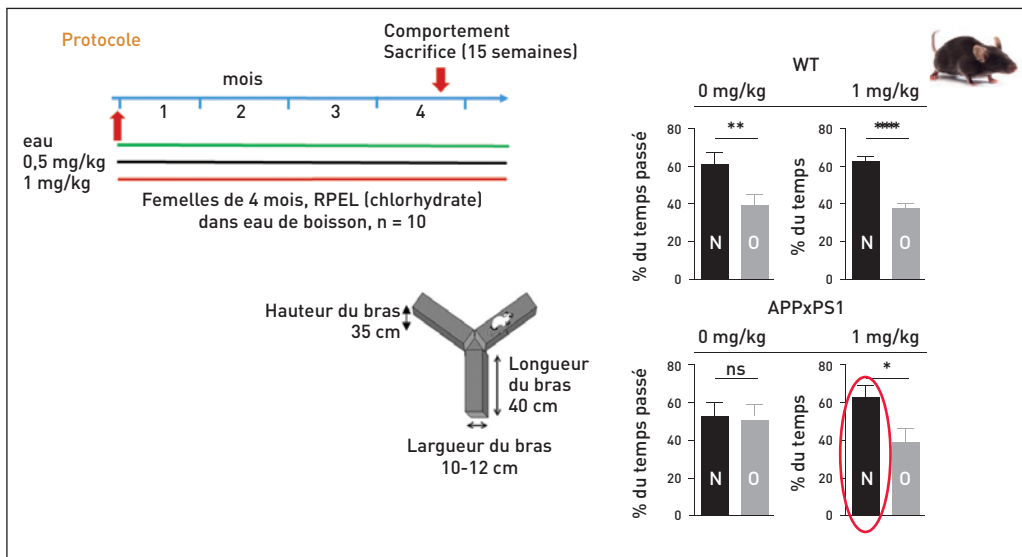 Protocole
Comportement
Sacrifice (15 semaines)
mois
1 2 3 4
eau
0,5 mg/kg
1 mg/kg
Femelles de 4 mois, RPEL (chlorhydrate)
dans eau de boisson, n = 10
Hauteur du bras
35 cm
Longueur
du bras
40 cm
Largueur du bras
10-12 cm
WT
0 mg/kg 1 mg/kg
% du temps passé
80
60
40
20
0
**
N O
% du temps
80
60
40
20
0
****
N O
APPxPS1
0 mg/kg 1 mg/kg
% du temps passé
80
60
40
20
0
ns
N O
% du temps
80
60
40
20
0
*
N O